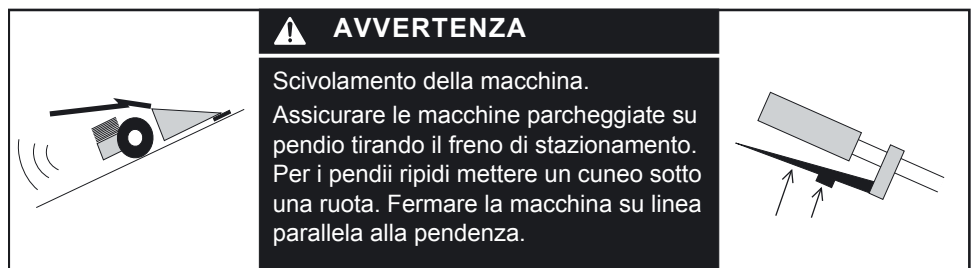 AVVERTENZA
Scivolamento della macchina.
Assicurare le macchine parcheggiate su
pendio tirando il freno di stazionamento.
Per i pendii ripidi mettere un cuneo sotto
una ruota. Fermare la macchina su linea
parallela alla pendenza.